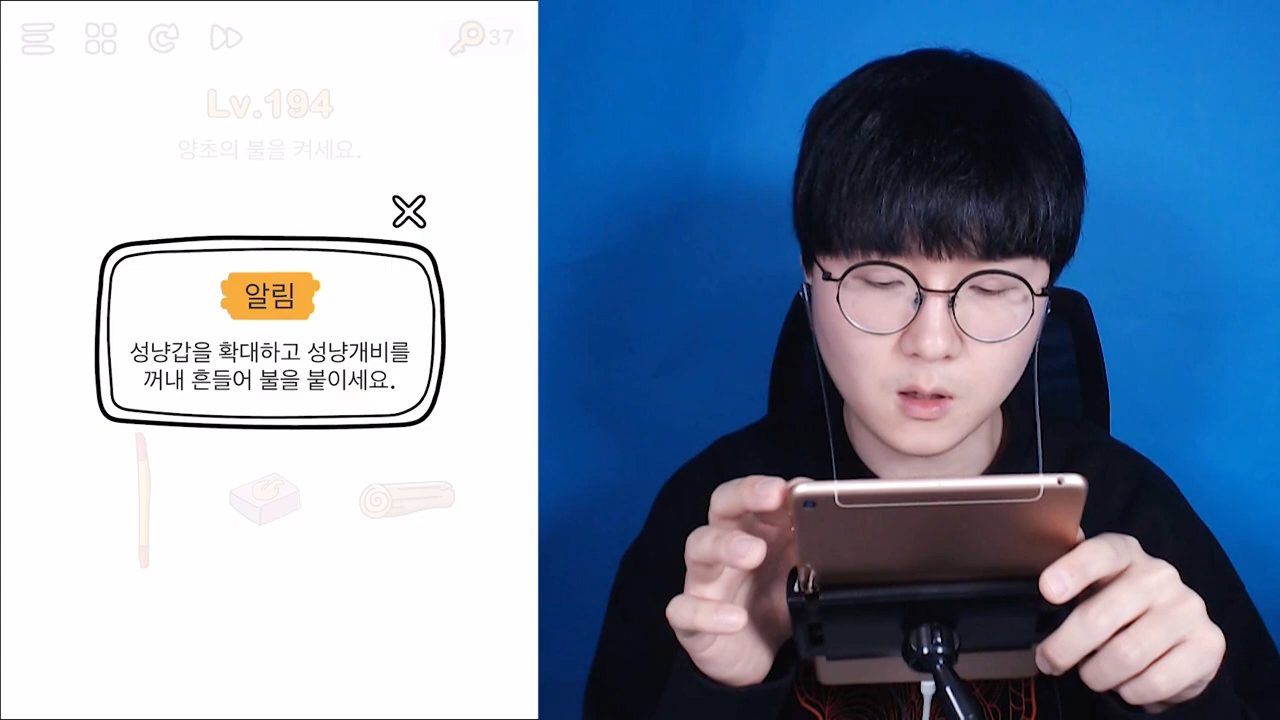 37
Lv.194
양초의 불을 켜세요.
알림
성냥갑을 확대하고 성냥개비를
꺼내 흔들어 불을 붙이세요.